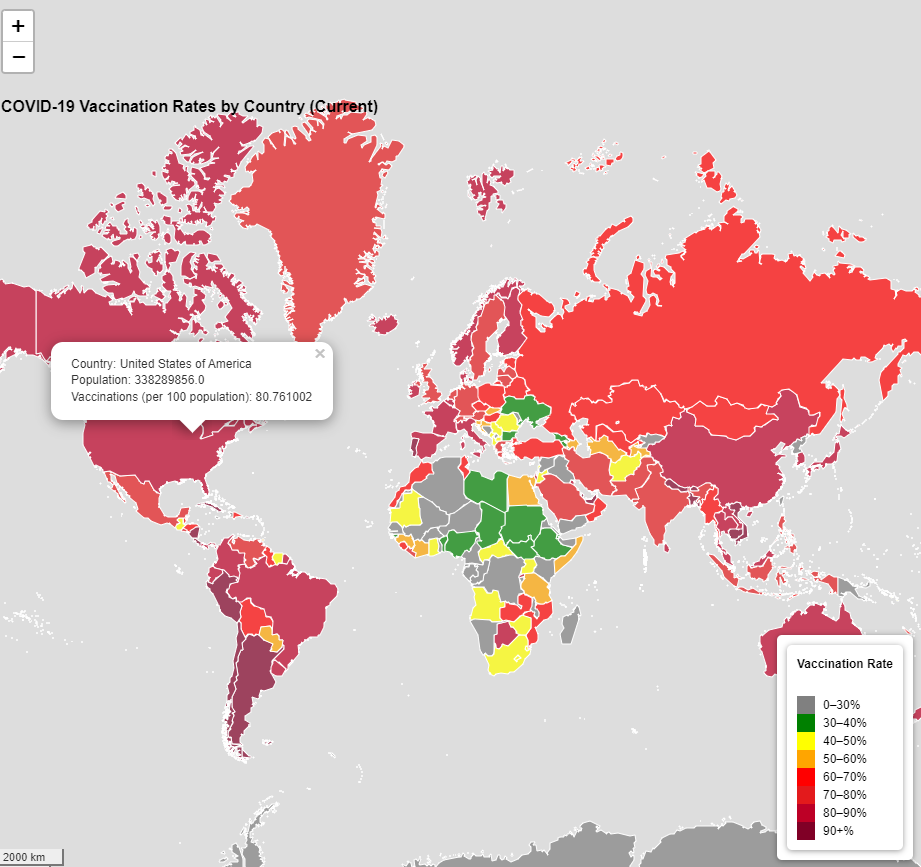 +
−
COVID-19 Vaccination Rates by Country (Current)
×
Country: United States of America
Population: 338289856.0
Vaccinations (per 100 population): 80.761002
Vaccination Rate
0–30%
30–40%
40–50%
50–60%
60–70%
70–80%
80–90%
90+%
2000 km